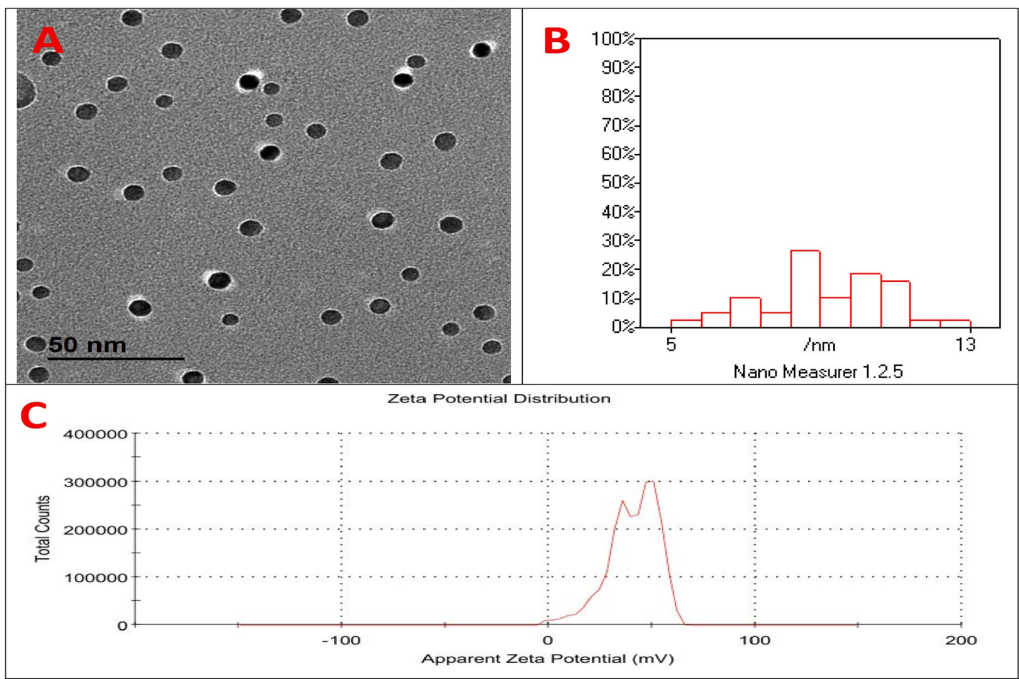 A
50 nm
B
100%
90%
80%
70%
60%
50%
40%
30%
20%
10%
0%
5 /nm 13
Nano Measurer 1.2.5
C
Zeta Potential Distribution
Total Counts
400000
300000
200000
100000
0
-100 0 100 200
Apparent Zeta Potential (mV)